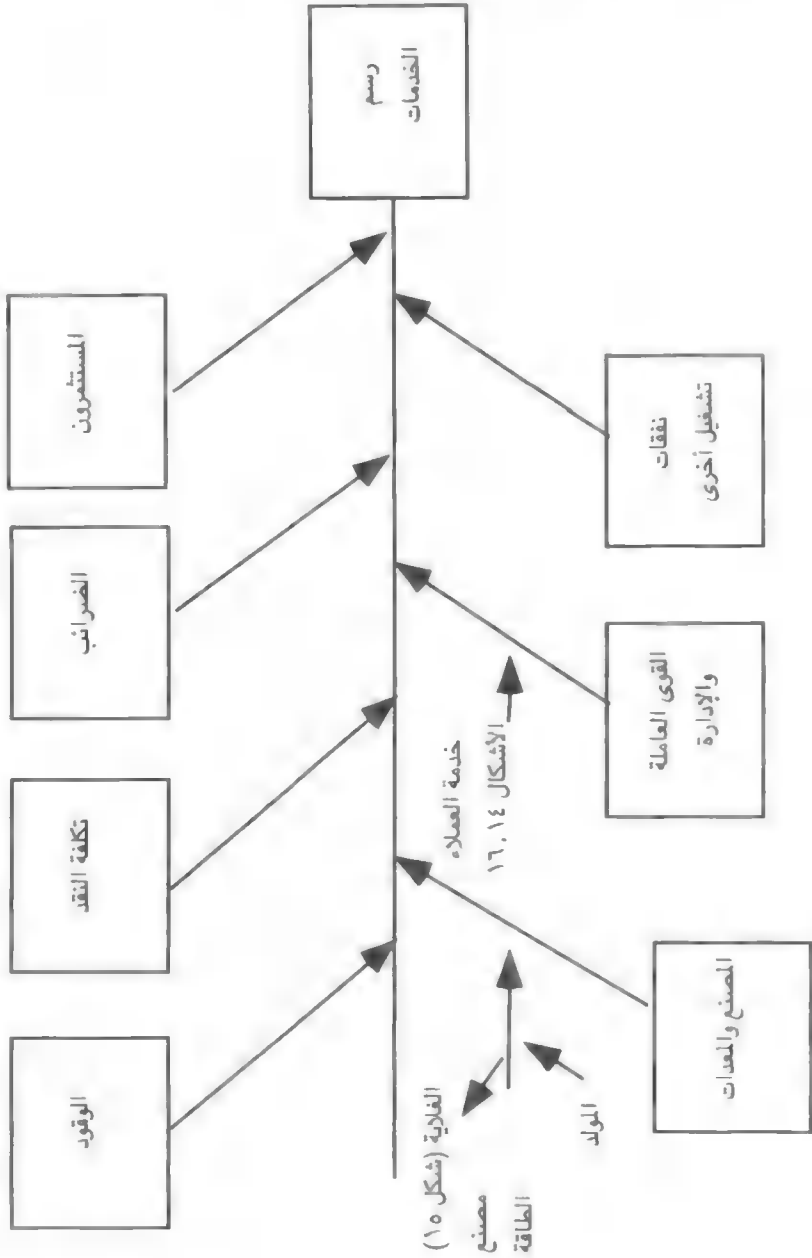 رسم
الخدمات
المستثمرون
الضرائب
تكلفة النقد
الوقود
نفقات
تشغيل أخرى
القوى العاملة
والإدارة
المصنع والمعدات
خدمة العملاء
الأشكال ١٤، ١٦
الغلاية (شكل ١٥)
مصنع
الطاقة
المولد